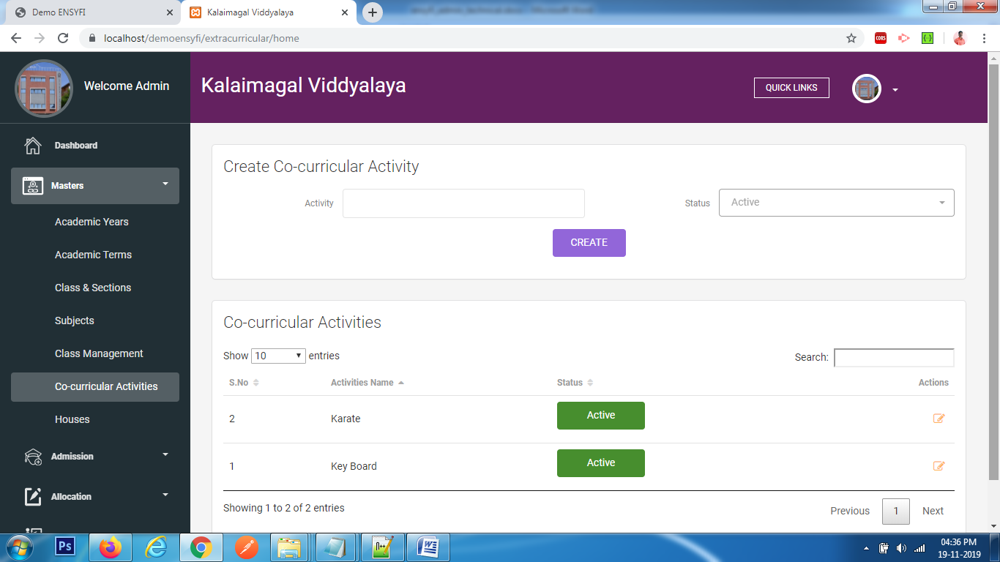 Demo ENSYFI
Kalaimagal Viddyalaya
localhost/demoensyfi/extracurricular/home
CORS
Welcome Admin
Kalaimagal Viddyalaya
QUICK LINKS
Dashboard
Masters
Academic Years
Academic Terms
Class & Sections
Subjects
Class Management
Co-curricular Activities
Houses
Admission
Allocation
Create Co-curricular Activity
Activity
Status Active
CREATE
Co-curricular Activities
Show 10 entries
Search:
S.No Activities Name Status Actions
2 Karate Active
1 Key Board Active
Showing 1 to 2 of 2 entries
Previous 1 Next
Ps
04:36 PM
19-11-2019